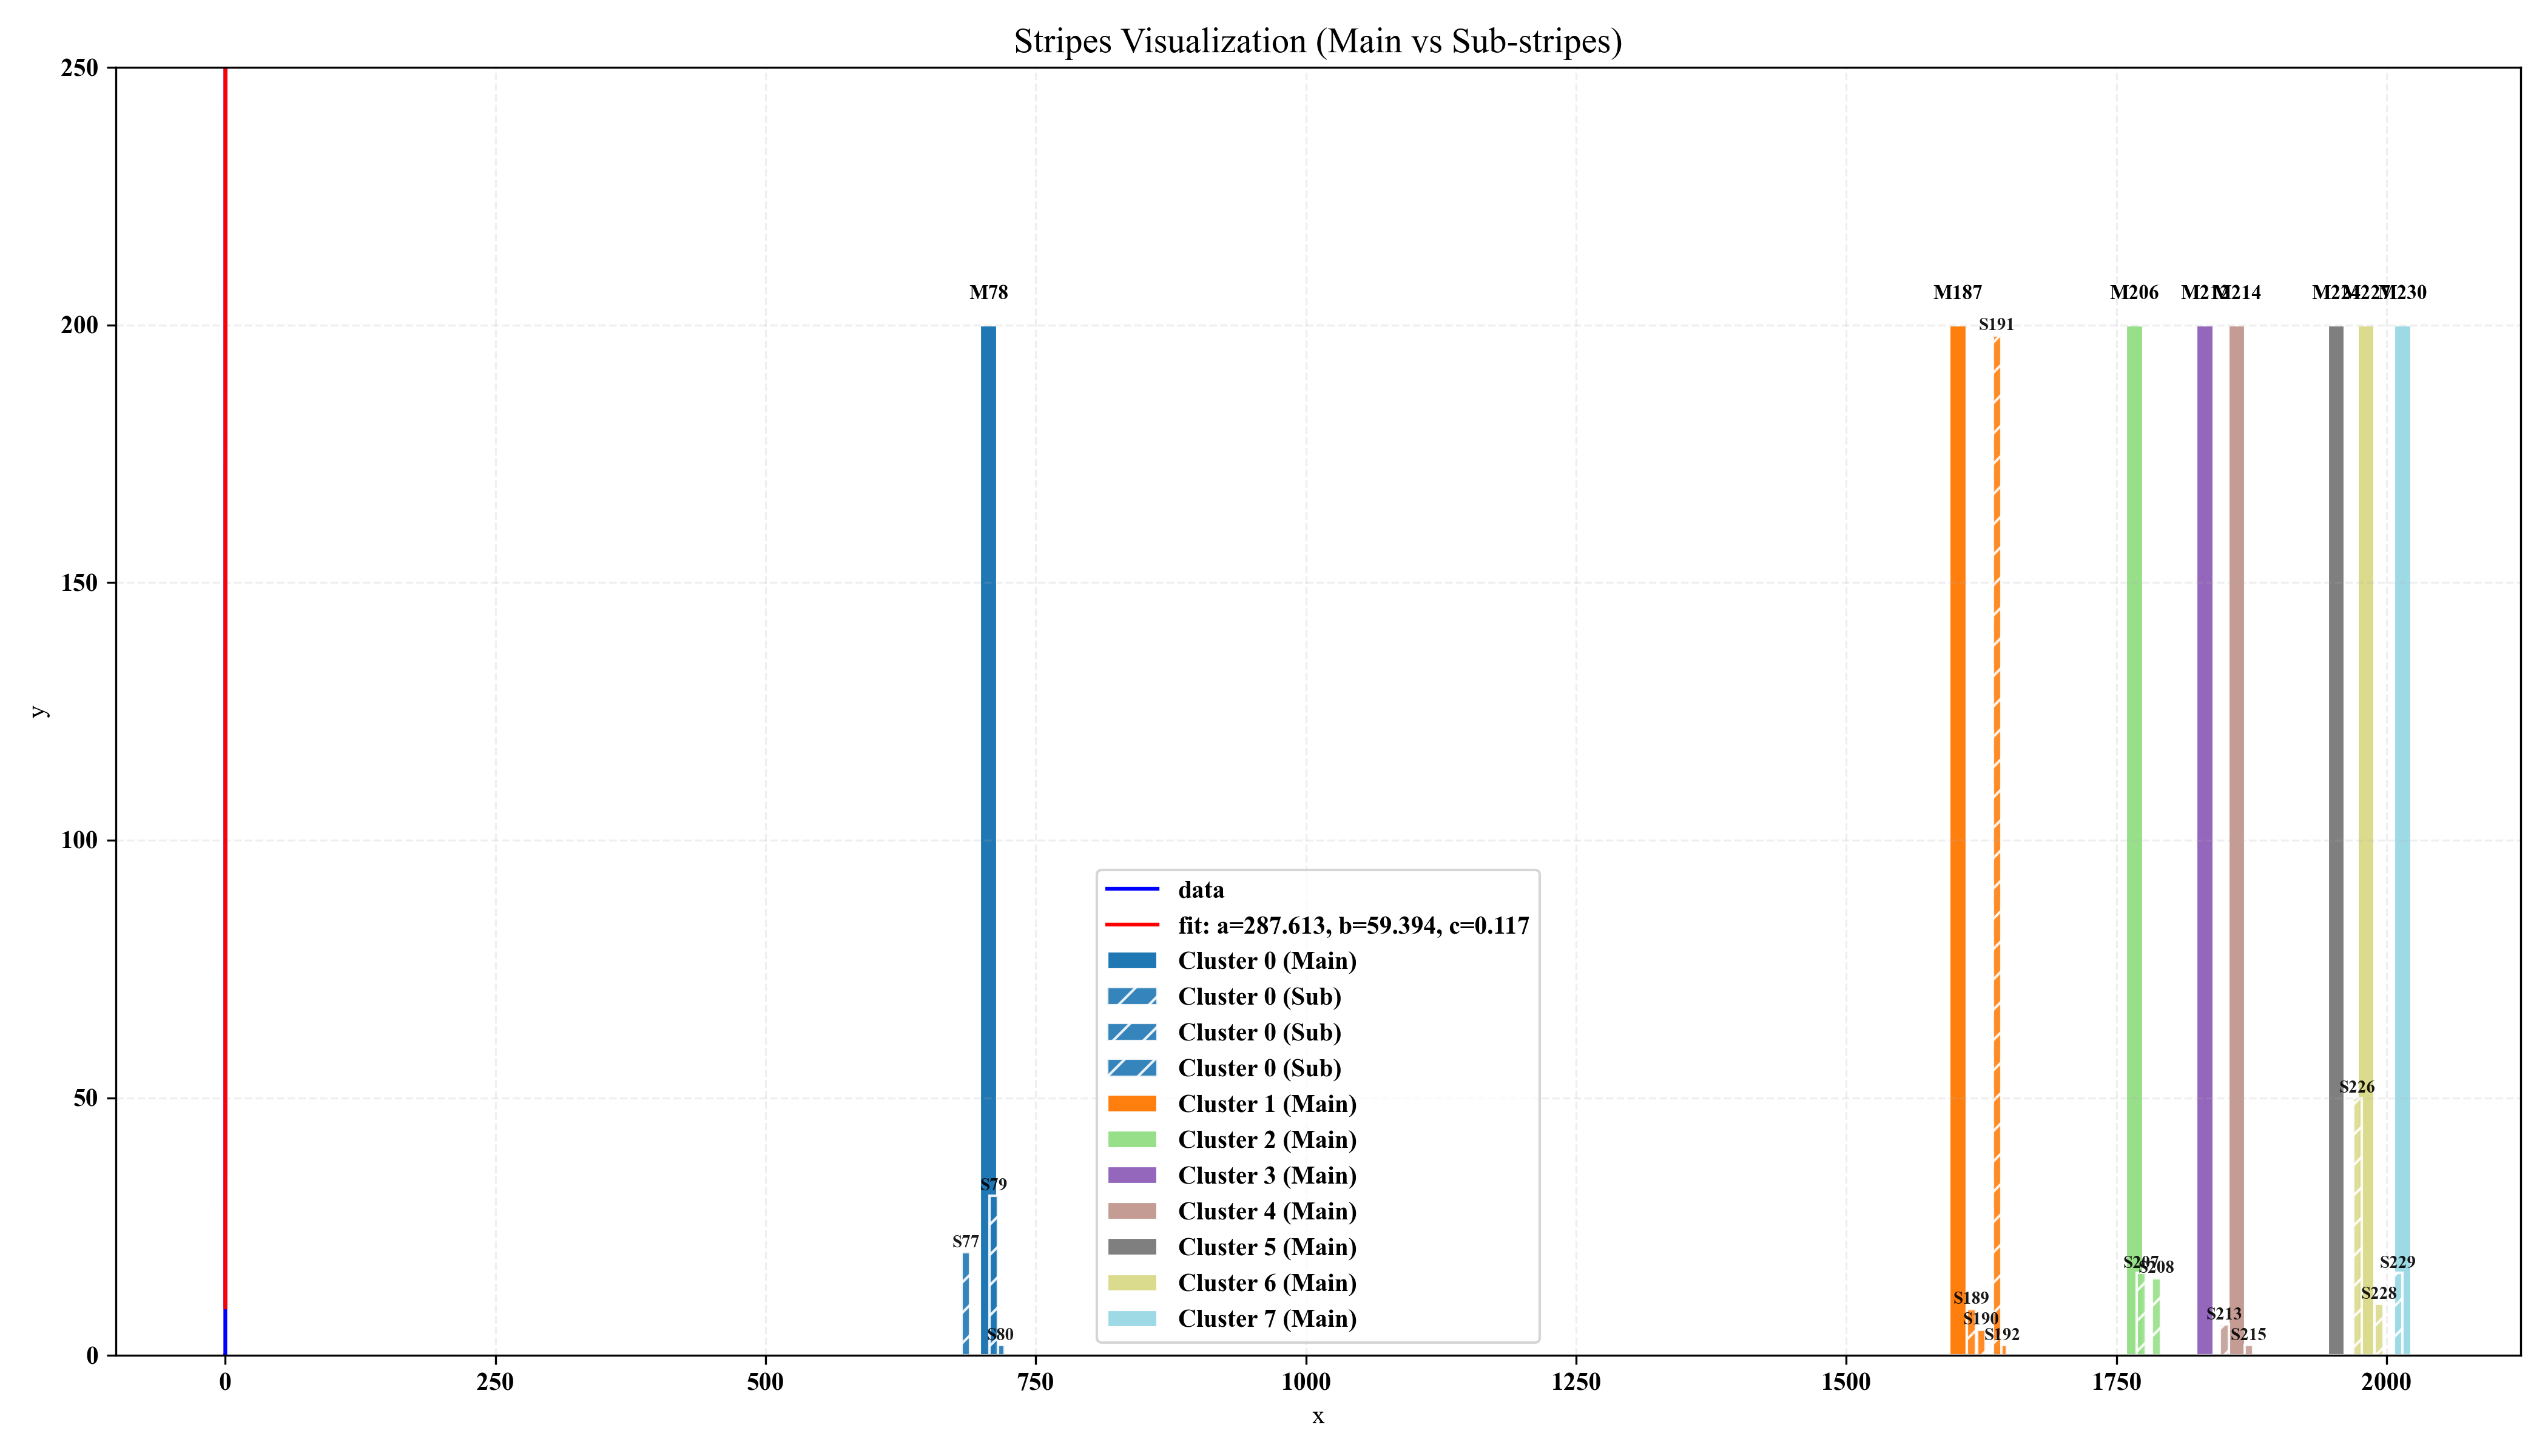 Stripes Visualization (Main vs Sub-stripes)
250
200
150
100
50
0
y
M78
M187
M206
M214
M230
S191
S226
S79
S77
S80
S208
S229
S228
S189
S190
S192
S213
S215
data
fit: a=287.613, b=59.394, c=0.117
Cluster 0 (Main)
Cluster 0 (Sub)
Cluster 0 (Sub)
Cluster 0 (Sub)
Cluster 1 (Main)
Cluster 2 (Main)
Cluster 3 (Main)
Cluster 4 (Main)
Cluster 5 (Main)
Cluster 6 (Main)
Cluster 7 (Main)
0 250 500 750 1000 1250 1500 1750 2000
x